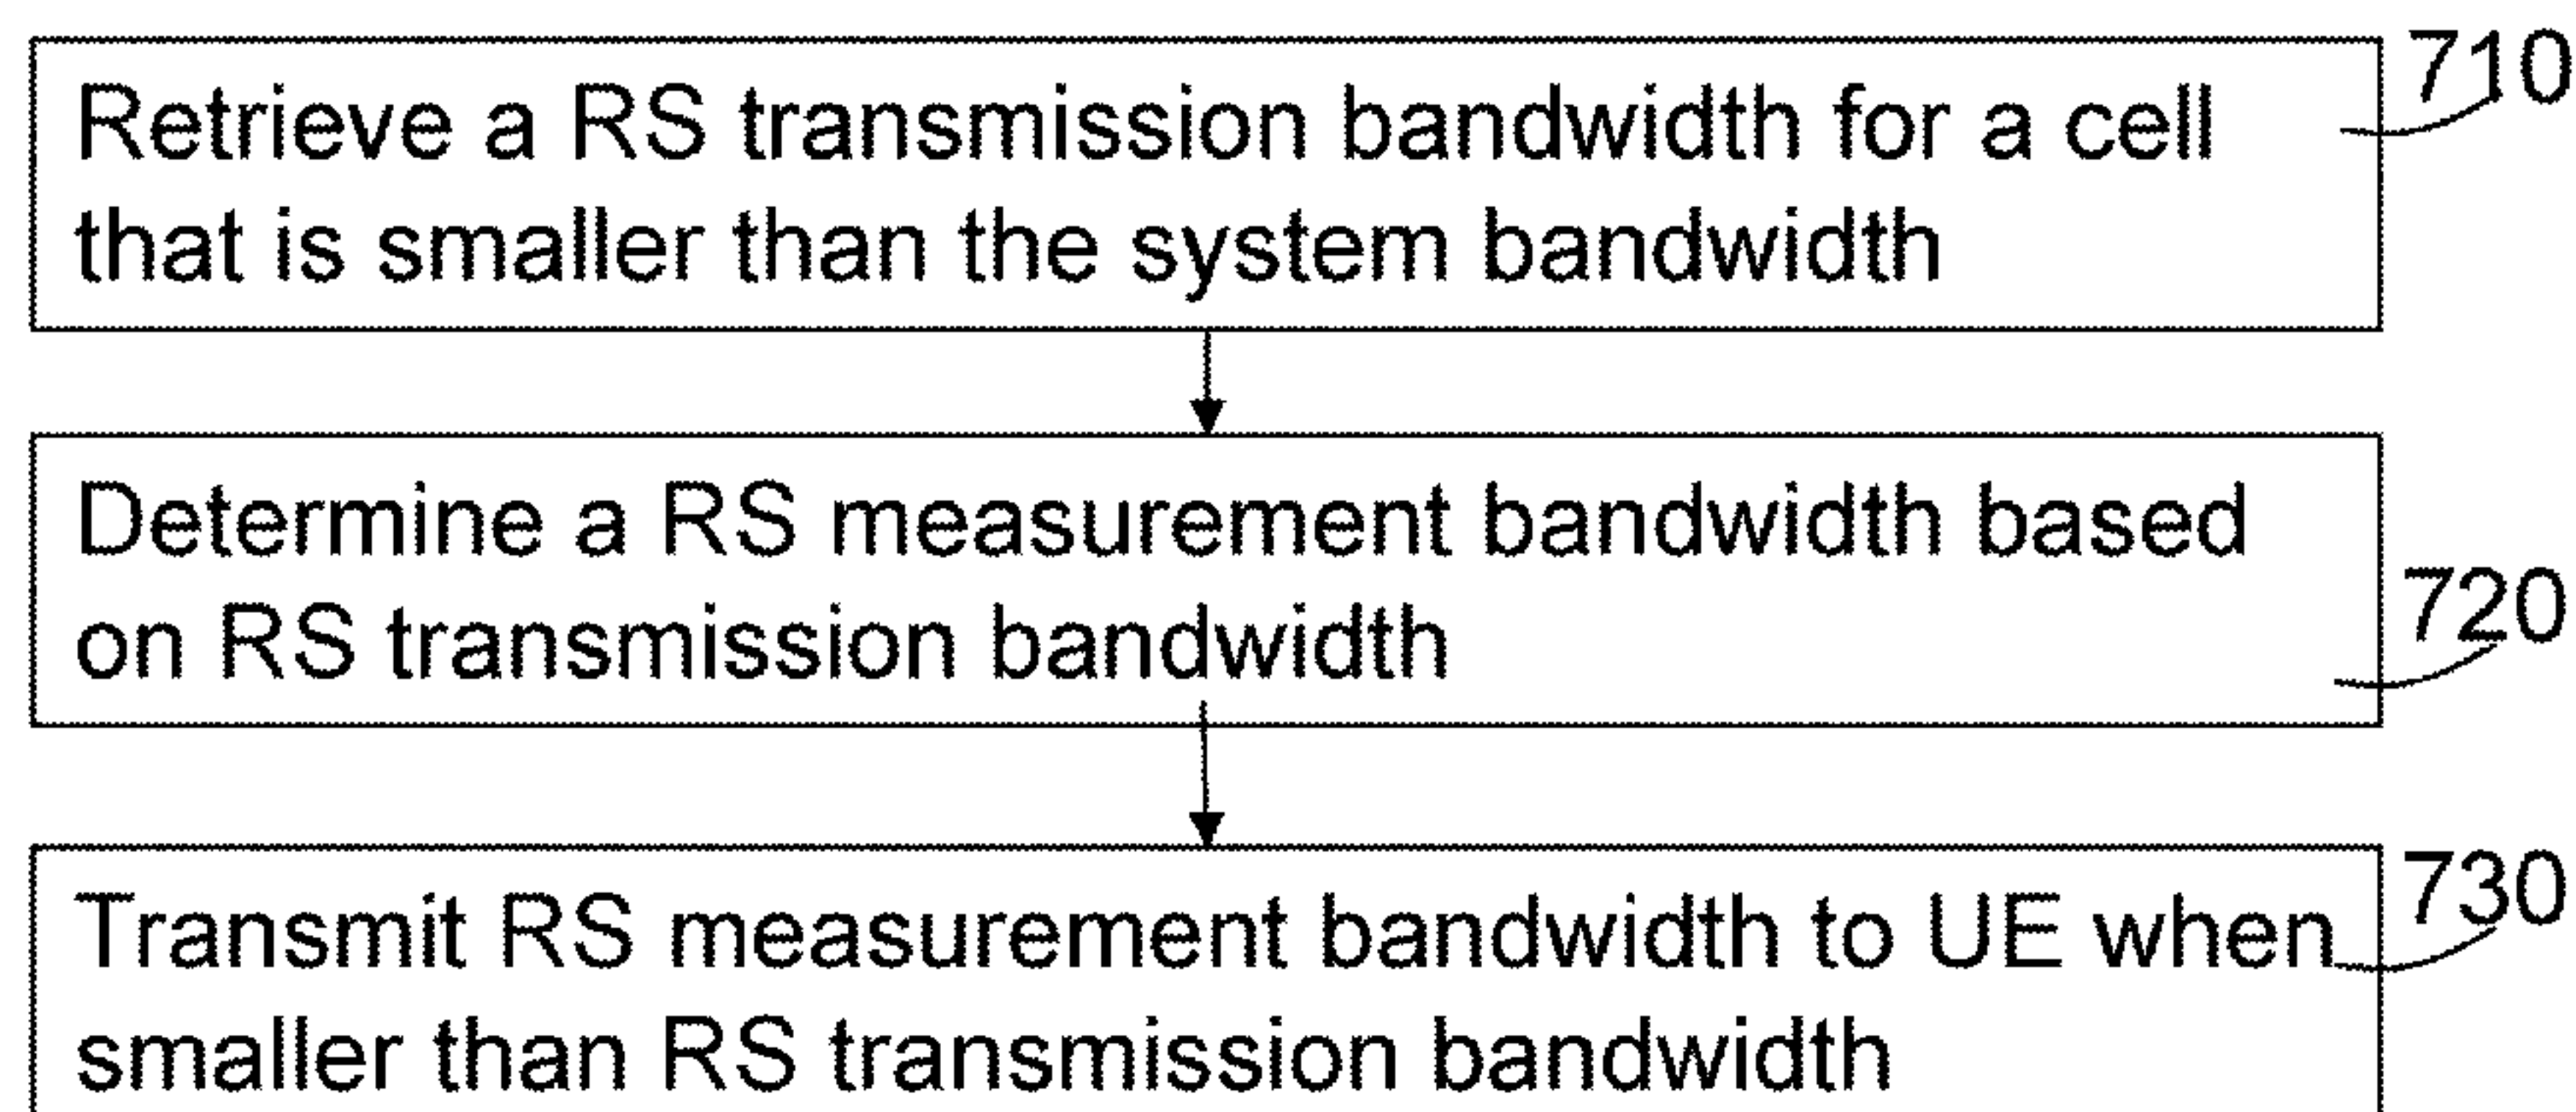 Retrieve a RS transmission bandwidth for a cell
that is smaller than the system bandwidth
710
Determine a RS measurement bandwidth based
on RS transmission bandwidth
720
Transmit RS measurement bandwidth to UE when
smaller than RS transmission bandwidth
730